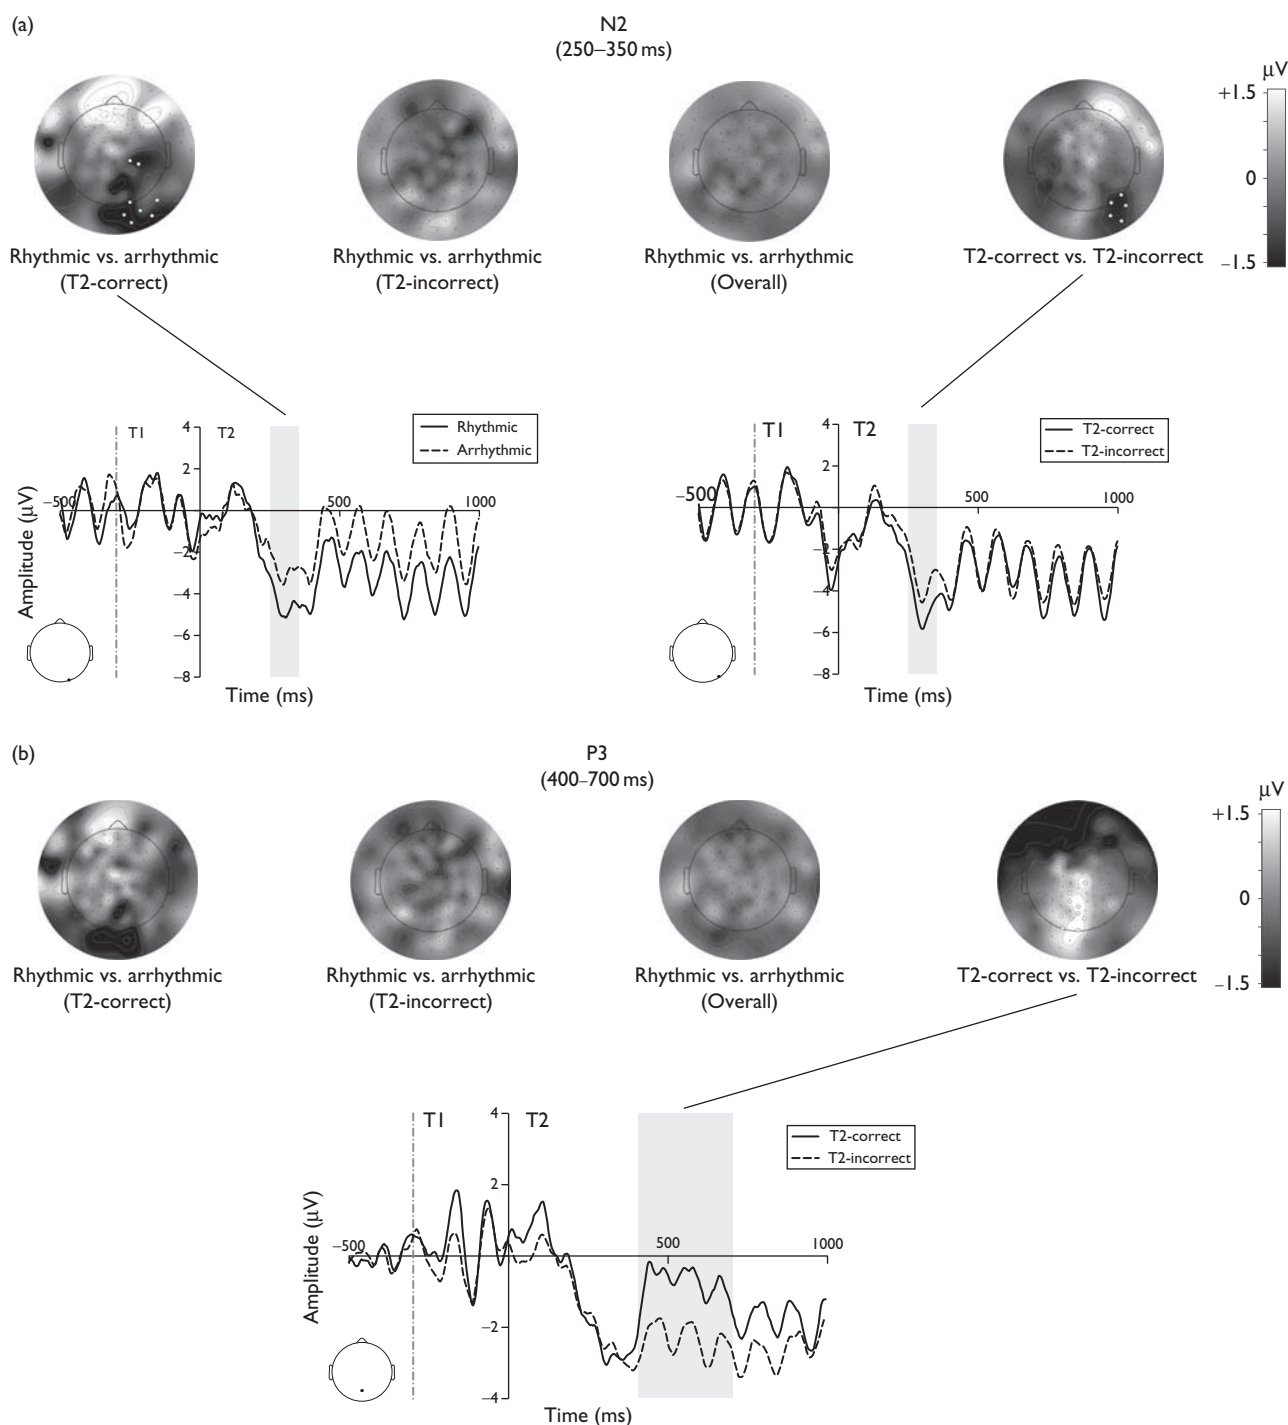 (a)
N2
(250–350 ms)
µV
+1.5
0
−1.5
Rhythmic vs. arrhythmic
(T2-correct)
Rhythmic vs. arrhythmic
(T2-incorrect)
Rhythmic vs. arrhythmic
(Overall)
T2-correct vs. T2-incorrect
T1
4
T2
2
−500
500
1000
−2
−4
−6
−8
Rhythmic
Arrhythmic
Amplitude (µV)
Time (ms)
T1
4
T2
2
−500
500
1000
−2
−4
−6
−8
T2-correct
T2-incorrect
Time (ms)
(b)
P3
(400–700 ms)
µV
+1.5
0
−1.5
Rhythmic vs. arrhythmic
(T2-correct)
Rhythmic vs. arrhythmic
(T2-incorrect)
Rhythmic vs. arrhythmic
(Overall)
T2-correct vs. T2-incorrect
T1
4
T2
2
−500
500
1000
−2
−4
T2-correct
T2-incorrect
Amplitude (µV)
Time (ms)